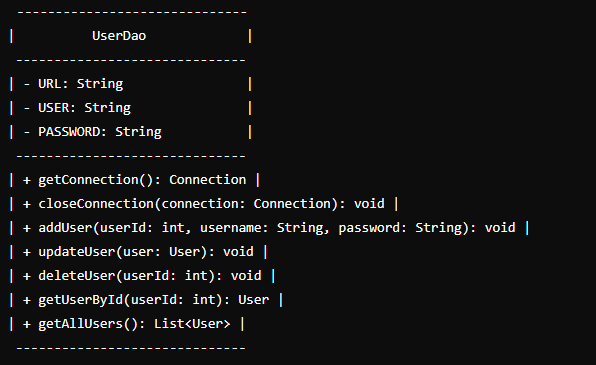 ------------------------------
| UserDao |
------------------------------
| - URL: String |
| - USER: String |
| - PASSWORD: String |
------------------------------
| + getConnection(): Connection |
| + closeConnection(connection: Connection): void |
| + addUser(userId: int, username: String, password: String): void |
| + updateUser(user: User): void |
| + deleteUser(userId: int): void |
| + getUserById(userId: int): User |
| + getAllUsers(): List<User> |
------------------------------